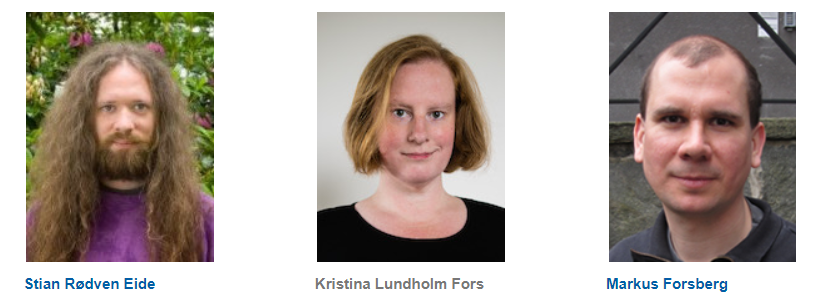 Stian Rødven Eide
Kristina Lundholm Fors
Markus Forsberg